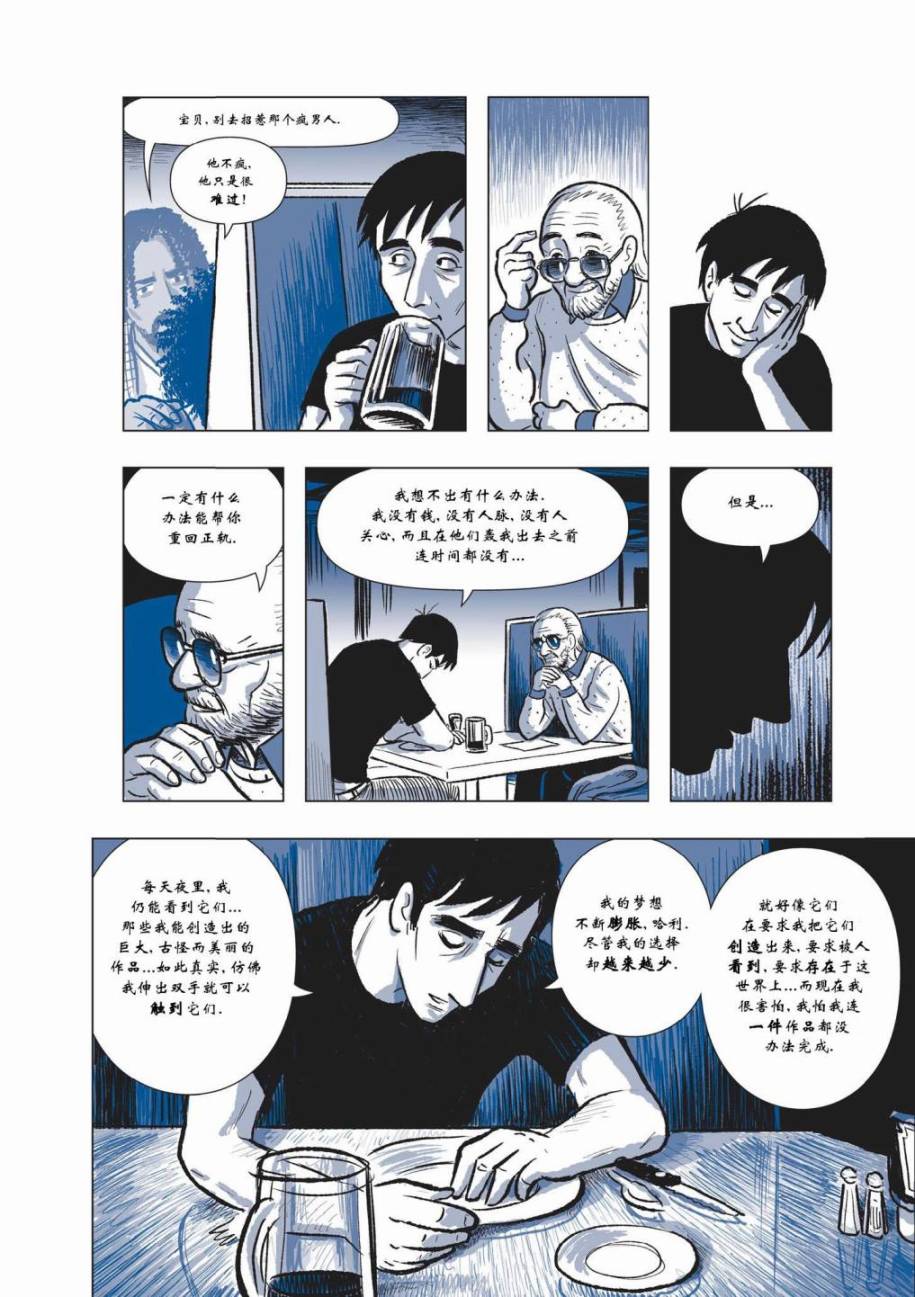 宝贝,别去招惹那个疯男人.
他不疯,
他只是很
难过!
一定有什么
办法能帮你
重回正轨.
我想不出有什么办法.
我没有钱,没有人脉,没有人
关心,而且在他们轰我出去之前
连时间都没有...
但是...
每天夜里,我
仍能看到它们...
那些我能创造出的
巨大,古怪而美丽的
作品...如此真实,仿佛
我伸出双手就可以
触到它们.
我的梦想
不断膨胀,哈利.
尽管我的选择
却越来越少.
就好像它们
在要求我把它们
创造出来,要求被人
看到,要求存在于这
世界上...而现在我
很害怕,我怕我连
一件作品都没
办法完成.